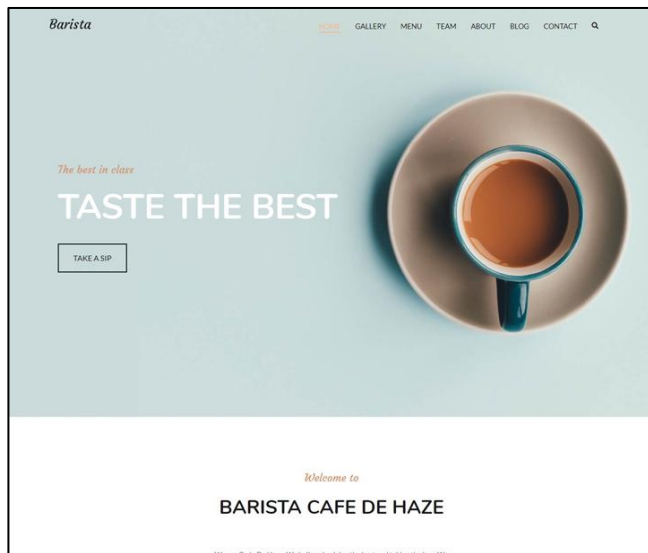 Barista
HOME GALLERY MENU TEAM ABOUT BLOG CONTACT
The best in class
TASTE THE BEST
TAKE A SIP
Welcome to
BARISTA CAFE DE HAZE